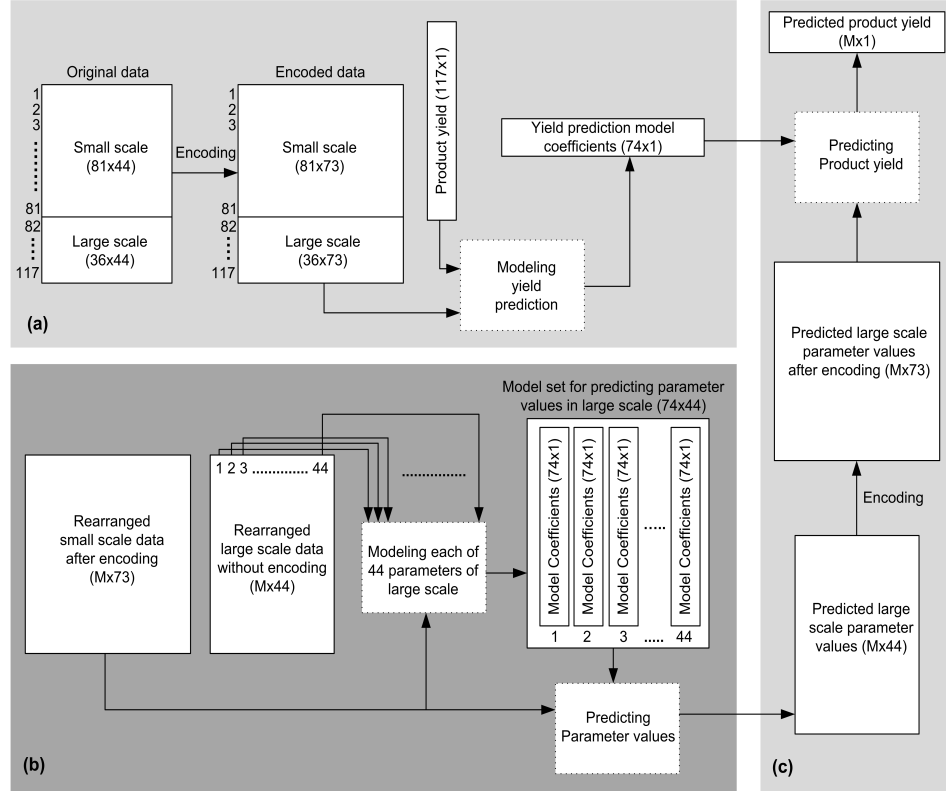 Original data
1
2
3
Small scale
(81x44)
81
82
Large scale
(36x44)
117
Encoding
Encoded data
1
2
3
Small scale
(81x73)
81
82
Large scale
(36x73)
117
Product yield (117x1)
Modeling
yield
prediction
Yield prediction model
coefficients (74x1)
(a)
Rearranged
small scale data
after encoding
(Mx73)
1 2 3 .............. 44
Rearranged
large scale data
without encoding
(Mx44)
Modeling each of
44 parameters of
large scale
Model set for predicting parameter
values in large scale (74x44)
Model Coefficients (74x1)
Model Coefficients (74x1)
Model Coefficients (74x1)
.....
Model Coefficients (74x1)
1 2 3 ..... 44
Predicting
Parameter values
(b)
Predicted product yield
(Mx1)
Predicting
Product yield
Predicted large scale
parameter values
after encoding (Mx73)
Encoding
Predicted large
scale parameter
values (Mx44)
(c)